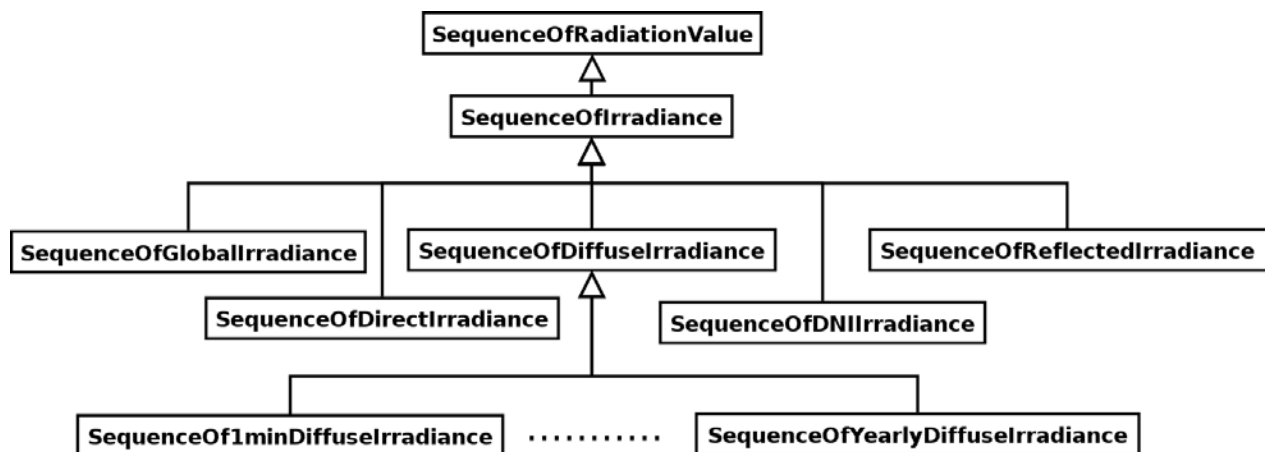 SequenceOfRadiationValue
SequenceOfIrradiance
SequenceOfGlobalIrradiance
SequenceOfDiffuseIrradiance
SequenceOfReflectedIrradiance
SequenceOfDirectIrradiance
SequenceOfDNIIrradiance
SequenceOf1minDiffuseIrradiance
SequenceOfYearlyDiffuseIrradiance